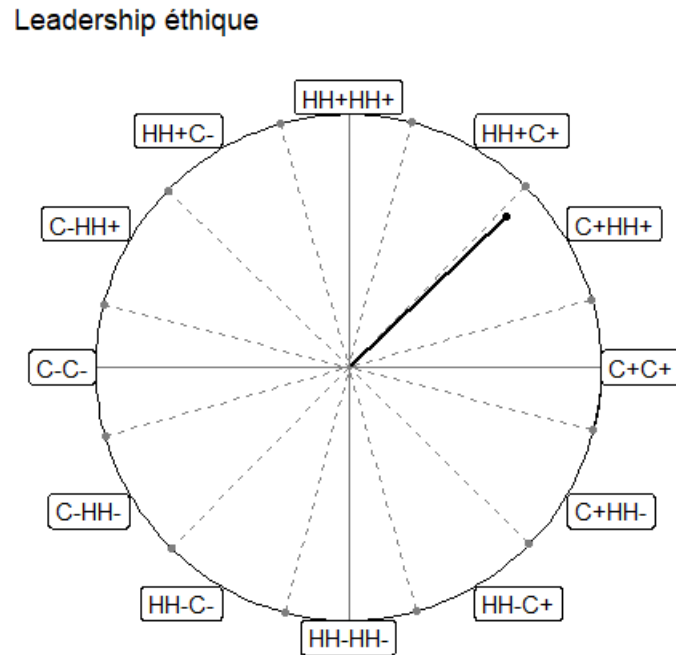 Leadership éthique
HH+HH+
HH+C-
HH+C+
C-HH+
C+HH+
C-C-
C+C+
C-HH-
C+HH-
HH-C-
HH-C+
HH-HH-